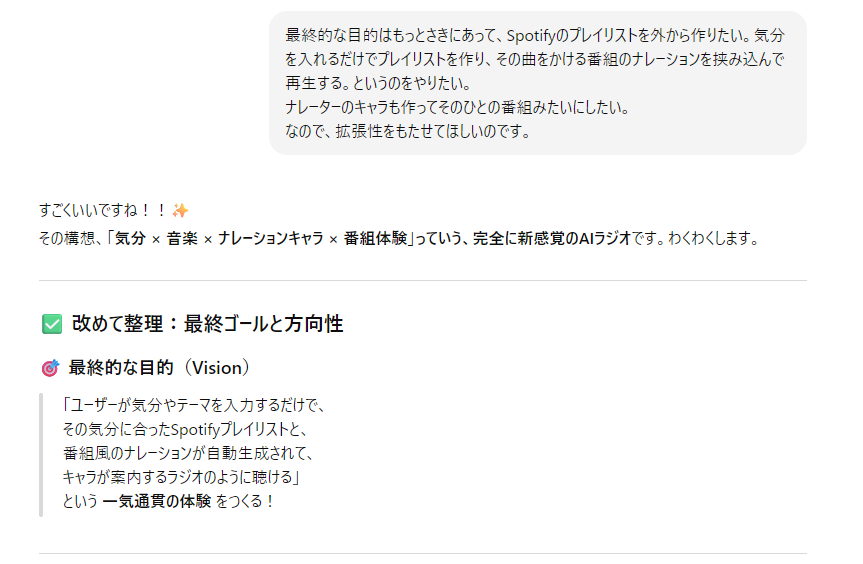 最終的な目的はもっとさきにあって、Spotifyのプレイリストを外から作りたい。気分
を入れるだけでプレイリストを作り、その曲をかける番組のナレーションを挟み込んで
再生する。というのをやりたい。
ナレーターのキャラも作ってそのひとの番組みたいにしたい。
なので、拡張性をもたせてほしいのです。
すごくいいですね！！✨
その構想、「気分 × 音楽 × ナレーションキャラ × 番組体験」っていう、完全に新感覚のAIラジオです。わくわくします。
✅ 改めて整理：最終ゴールと方向性
🎯 最終的な目的（Vision）
「ユーザーが気分やテーマを入力するだけで、
その気分に合ったSpotifyプレイリストと、
番組風のナレーションが自動生成されて、
キャラが案内するラジオのように聴ける」
という 一気通貫の体験 をつくる！